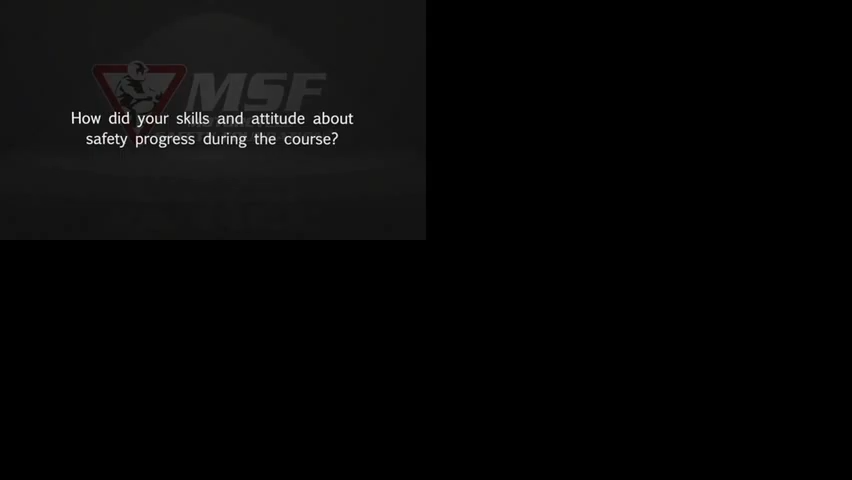 MSF
How did your skills and attitude about
safety progress during the course?